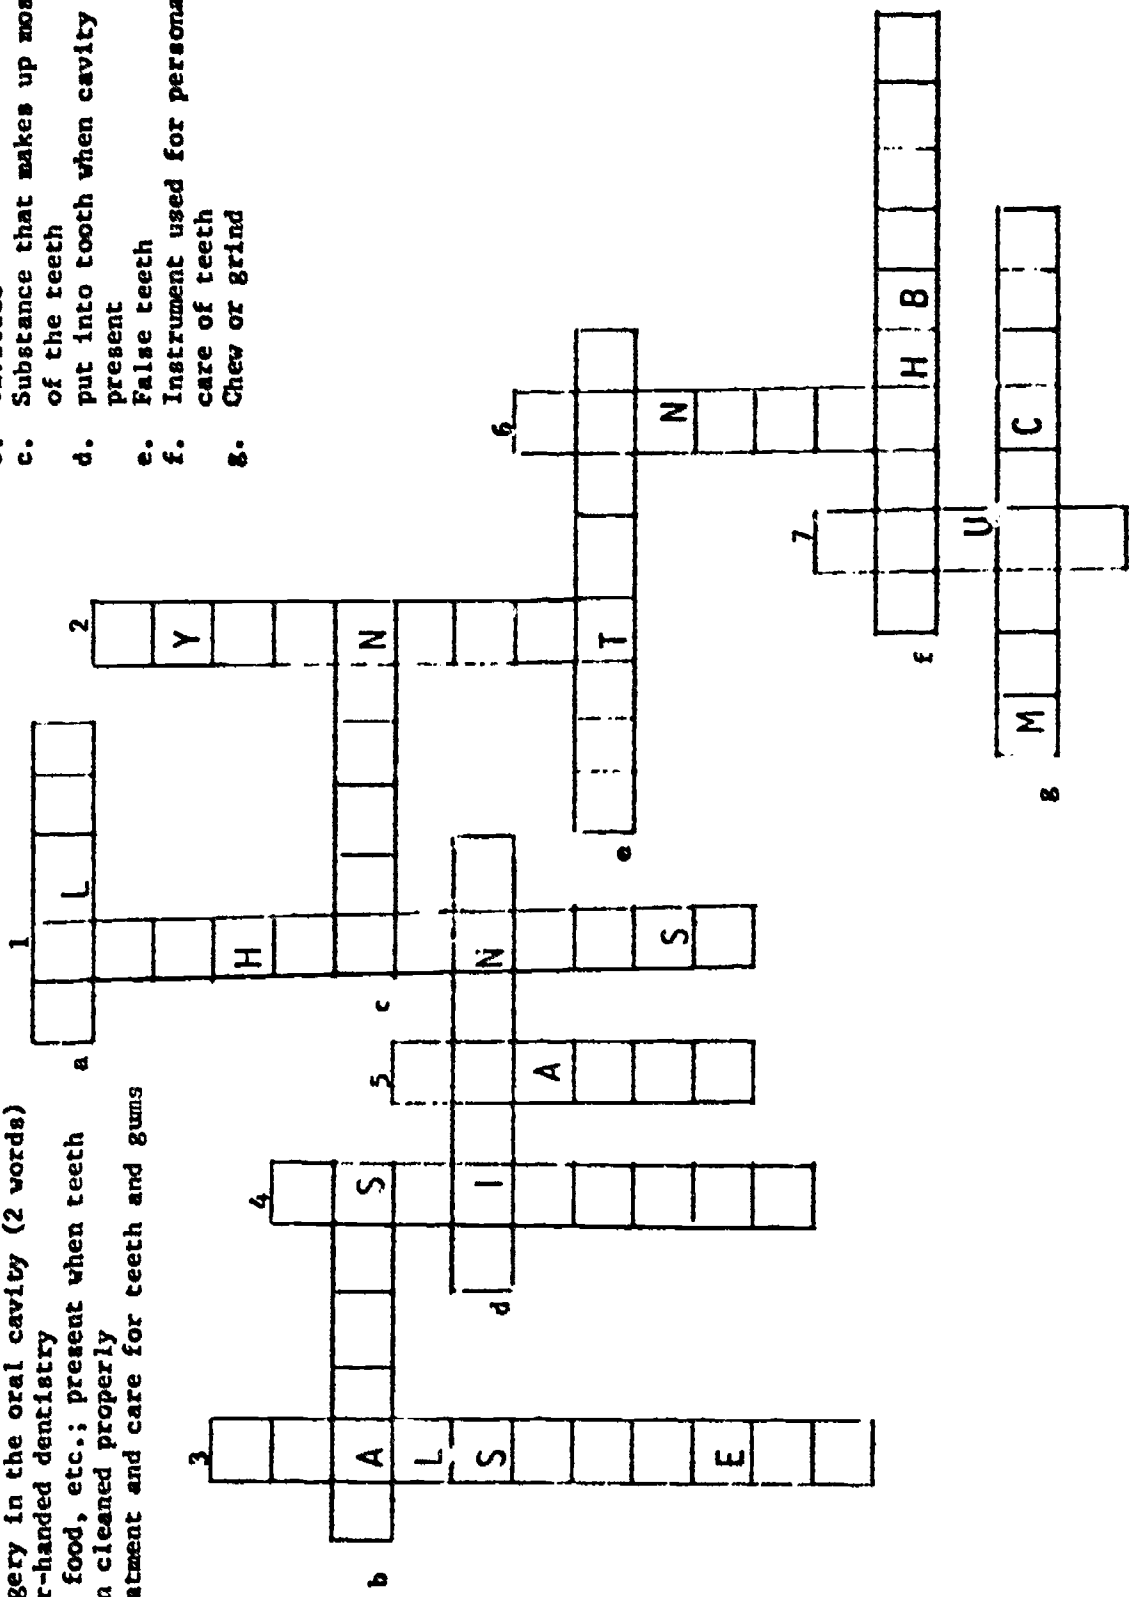 gery in the oral cavity (2 words)
r-handed dentistry
food, etc.; present when teeth
n cleaned properly
atment and care for teeth and gums
c. Substance that makes up mos
of the teeth
d. put into tooth when cavity
present
e. False teeth
f. Instrument used for persona
care of teeth
g. Chew or grind
1
a
L
2
H
Y
3
4
5
c
N
b
A
S
L
6
d
S
I
A
N
N
e
T
S
E
7
f
H
B
U
g
M
C